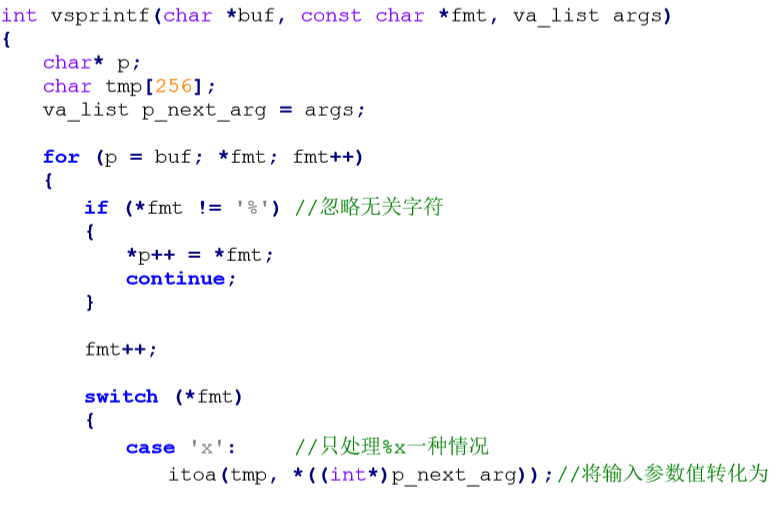 int vsprintf(char *buf, const char *fmt, va_list args)
{
    char* p;
    char tmp[256];
    va_list p_next_arg = args;

    for (p = buf; *fmt; fmt++)
    {
        if (*fmt != '%') //忽略无关字符
        {
            *p++ = *fmt;
            continue;
        }

        fmt++;

        switch (*fmt)
        {
            case 'x':     //只处理%x一种情况
                itoa(tmp, *((int*)p_next_arg));//将输入参数值转化为